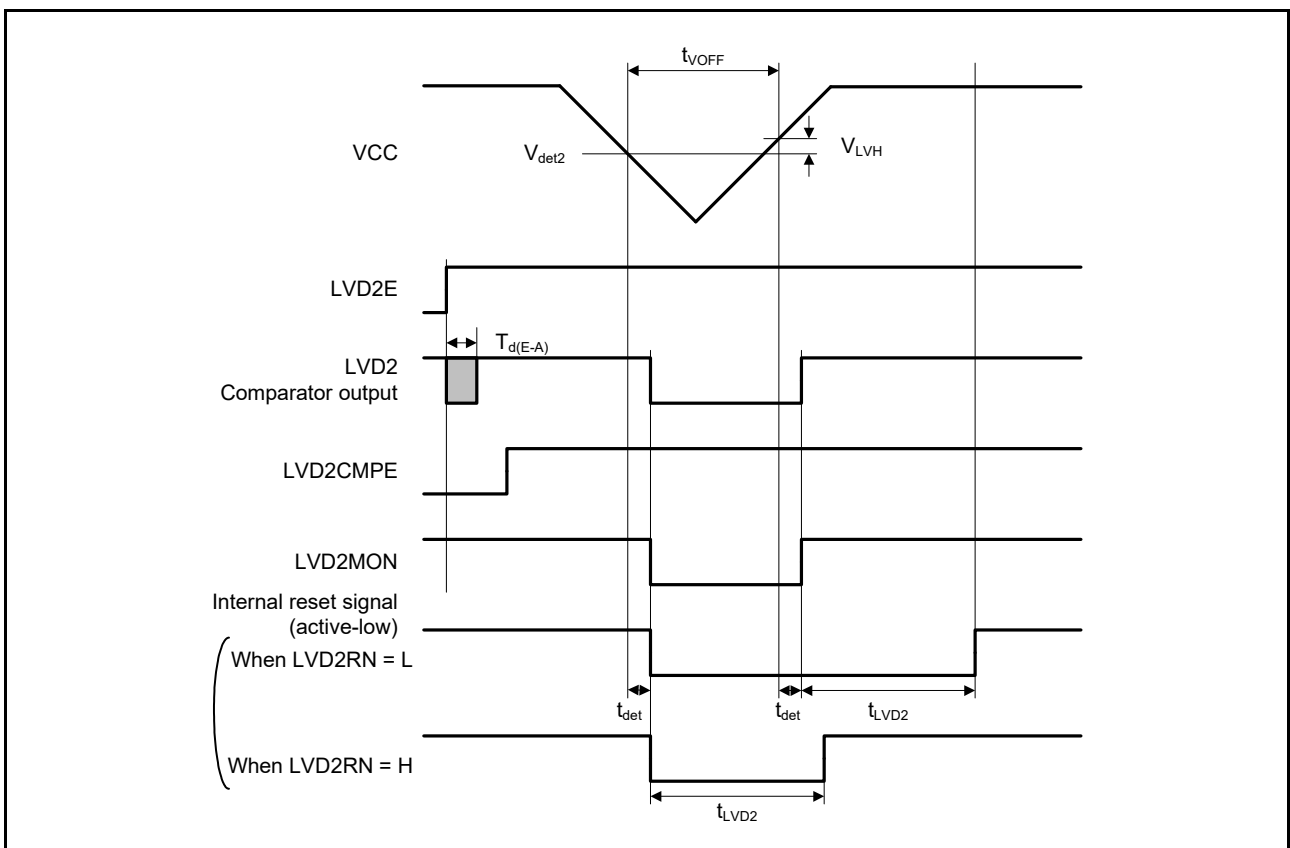 tVOFF
VCC
Vdet2
VLVH
LVD2E
Td(E-A)
LVD2
Comparator output
LVD2CMPE
LVD2MON
Internal reset signal
(active-low)
When LVD2RN = L
tdet
tdet
tLVD2
When LVD2RN = H
tLVD2